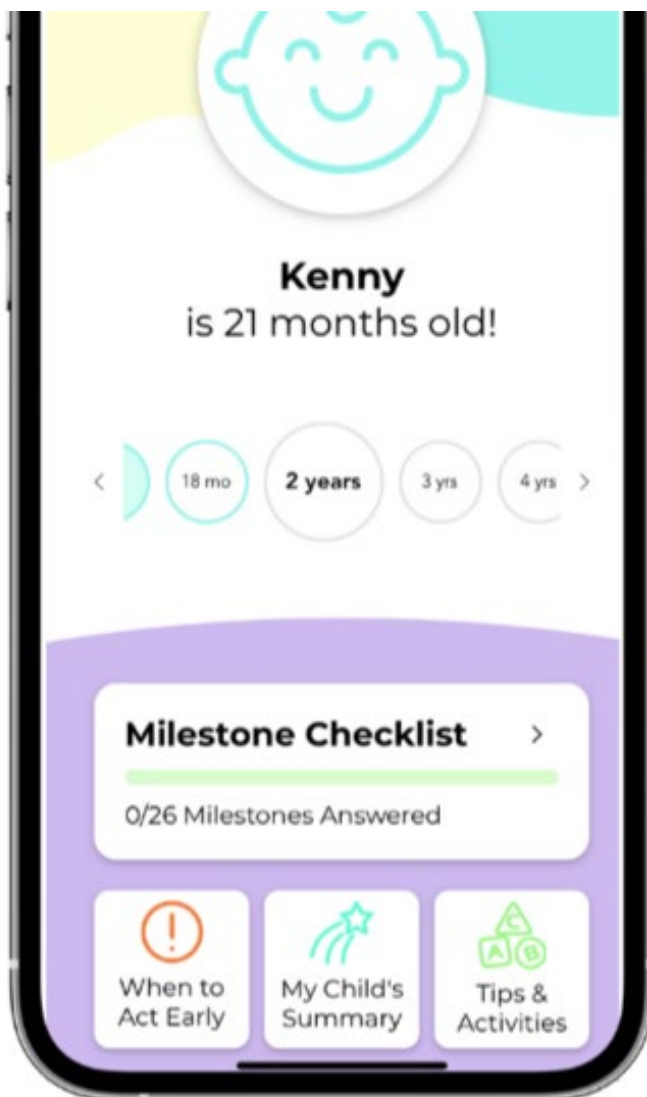 Kenny
is 21 months old!
18 mo
2 years
3 yrs
4 yrs
Milestone Checklist
0/26 Milestones Answered
When to
Act Early
My Child's
Summary
C
A B
Tips &
Activities